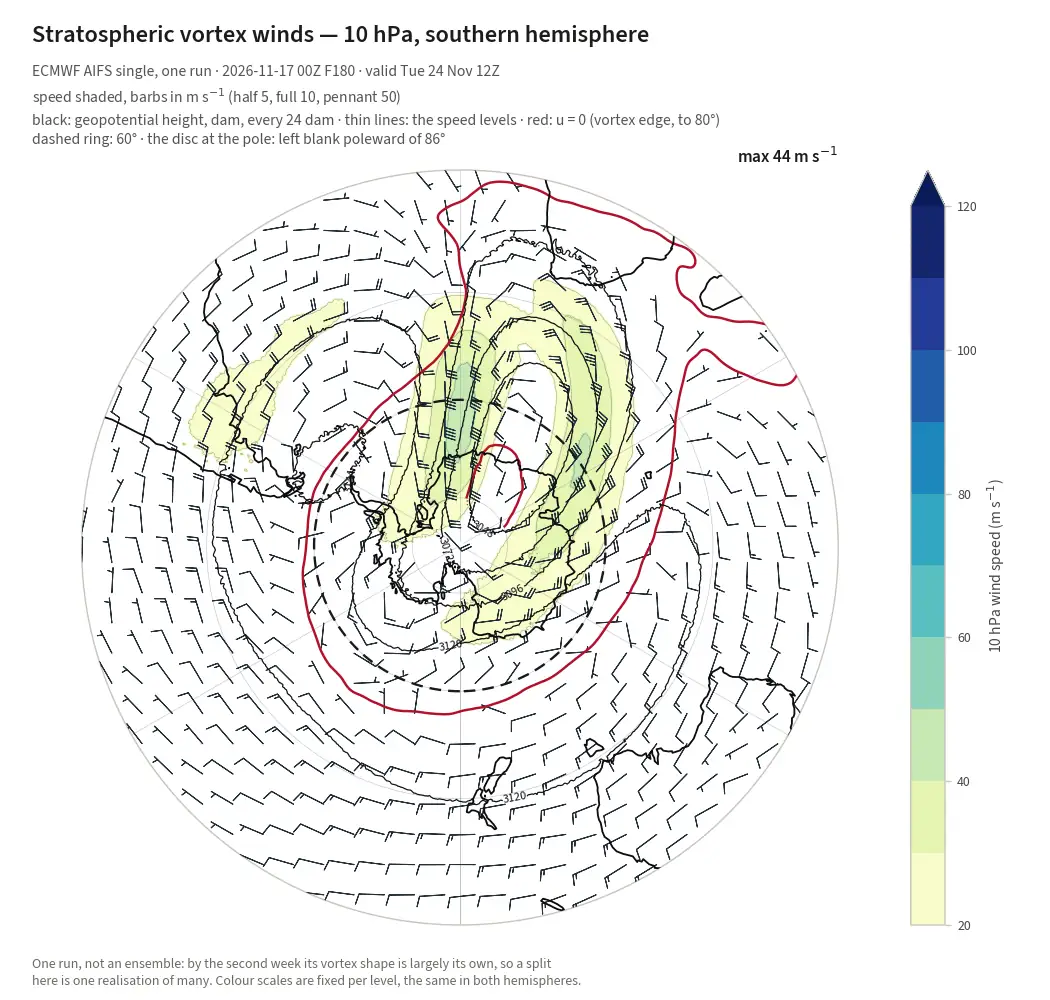 Stratospheric vortex winds — 10 hPa, southern hemisphere
ECMWF AIFS single, one run · 2026-11-17 00Z F180 · valid Tue 24 Nov 12Z
speed shaded, barbs in m s⁻¹ (half 5, full 10, pennant 50)
black: geopotential height, dam, every 24 dam · thin lines: the speed levels · red: u = 0 (vortex edge, to 80°)
dashed ring: 60° · the disc at the pole: left blank poleward of 86°
max 44 m s⁻¹
120
100
80
60
40
20
10 hPa wind speed (m s⁻¹)
3048
3072
3096
3120
3120
One run, not an ensemble: by the second week its vortex shape is largely its own, so a split
here is one realisation of many. Colour scales are fixed per level, the same in both hemispheres.